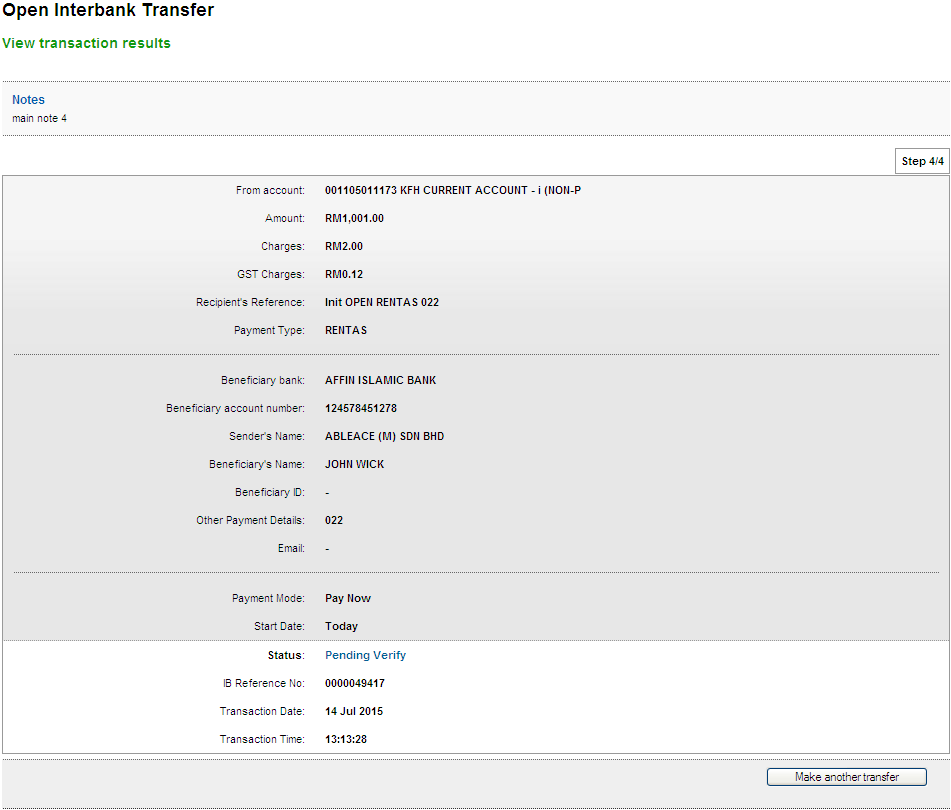 Open Interbank Transfer
View transaction results
Notes
main note 4
Step 4/4
From account: 001105011173 KFH CURRENT ACCOUNT - i (NON-P
Amount: RM1,001.00
Charges: RM2.00
GST Charges: RM0.12
Recipient's Reference: Init OPEN RENTAS 022
Payment Type: RENTAS
Beneficiary bank: AFFIN ISLAMIC BANK
Beneficiary account number: 124578451278
Sender's Name: ABLEACE (M) SDN BHD
Beneficiary's Name: JOHN WICK
Beneficiary ID: -
Other Payment Details: 022
Email: -
Payment Mode: Pay Now
Start Date: Today
Status: Pending Verify
IB Reference No: 0000049417
Transaction Date: 14 Jul 2015
Transaction Time: 13:13:28
Make another transfer